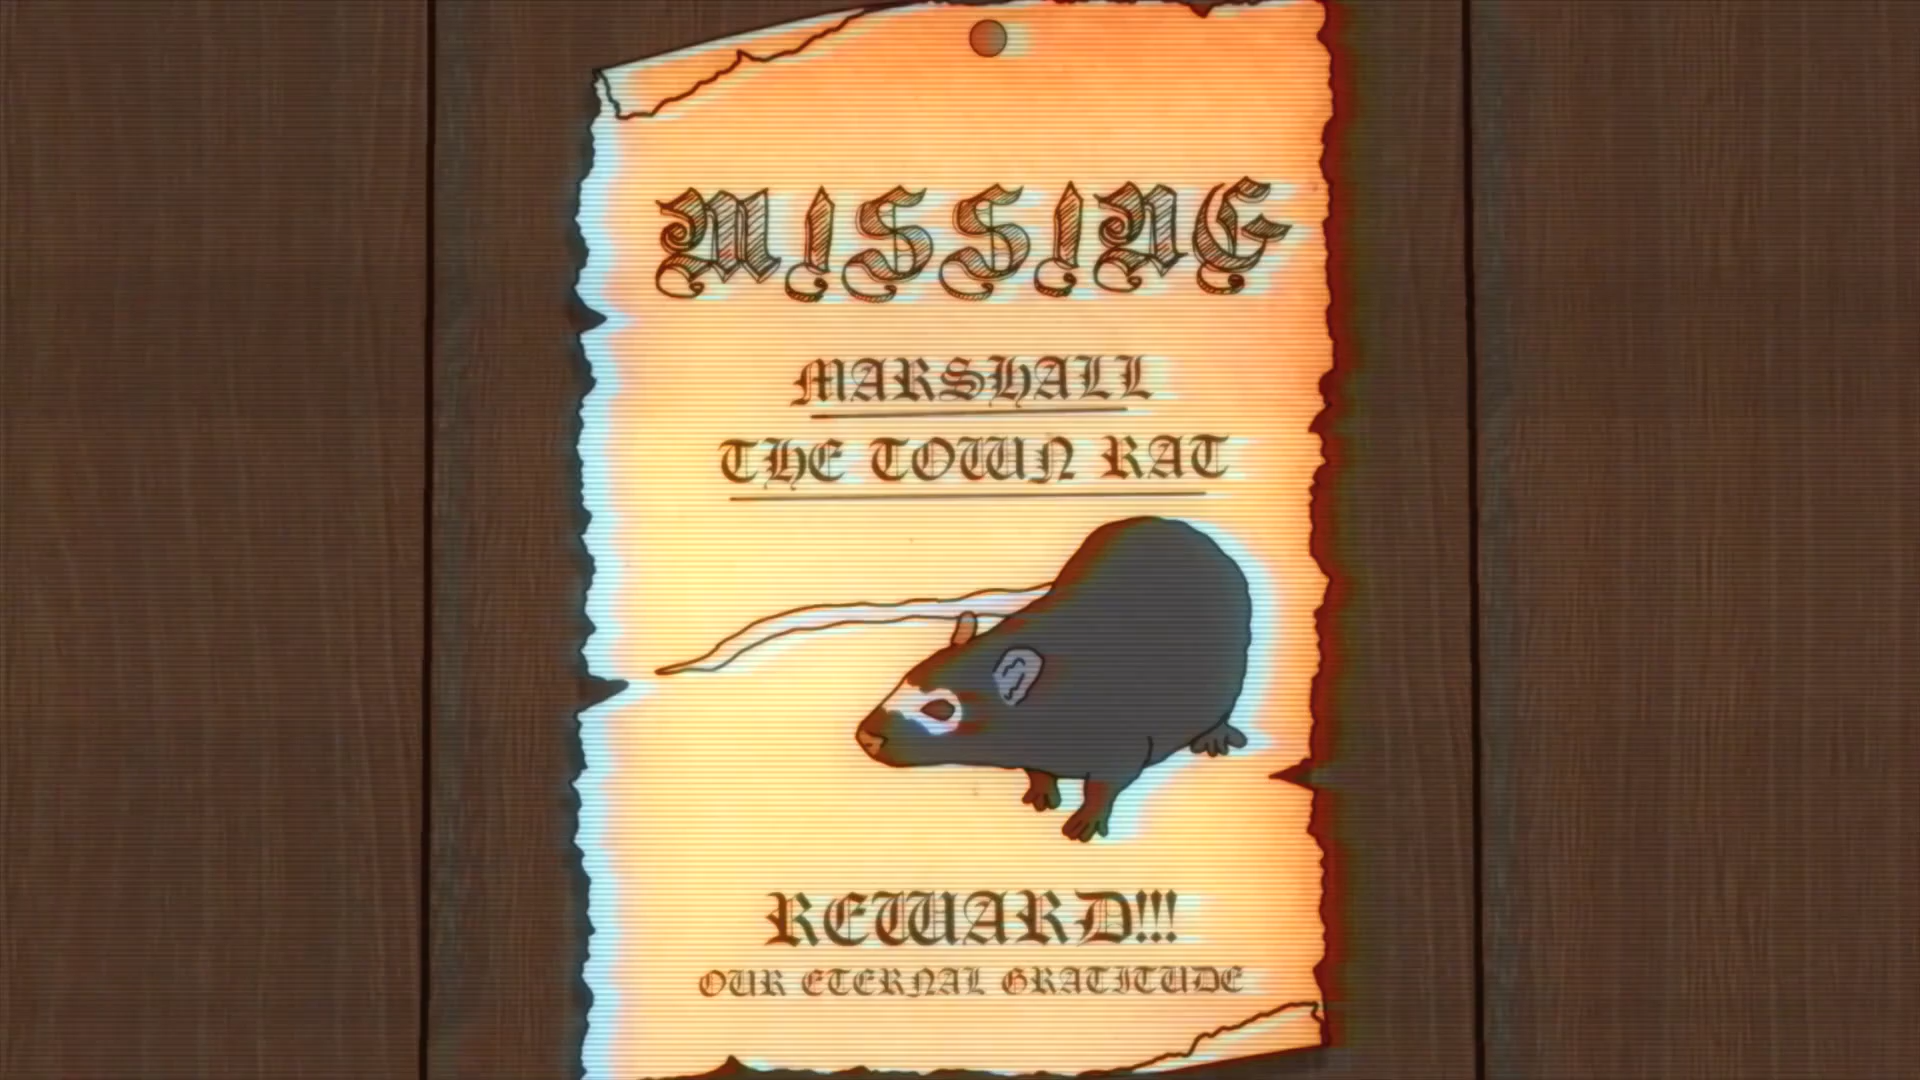 MISSING
MARSHALL
THE TOWN RAT
REWARD!!!
OUR ETERNAL GRATITUDE